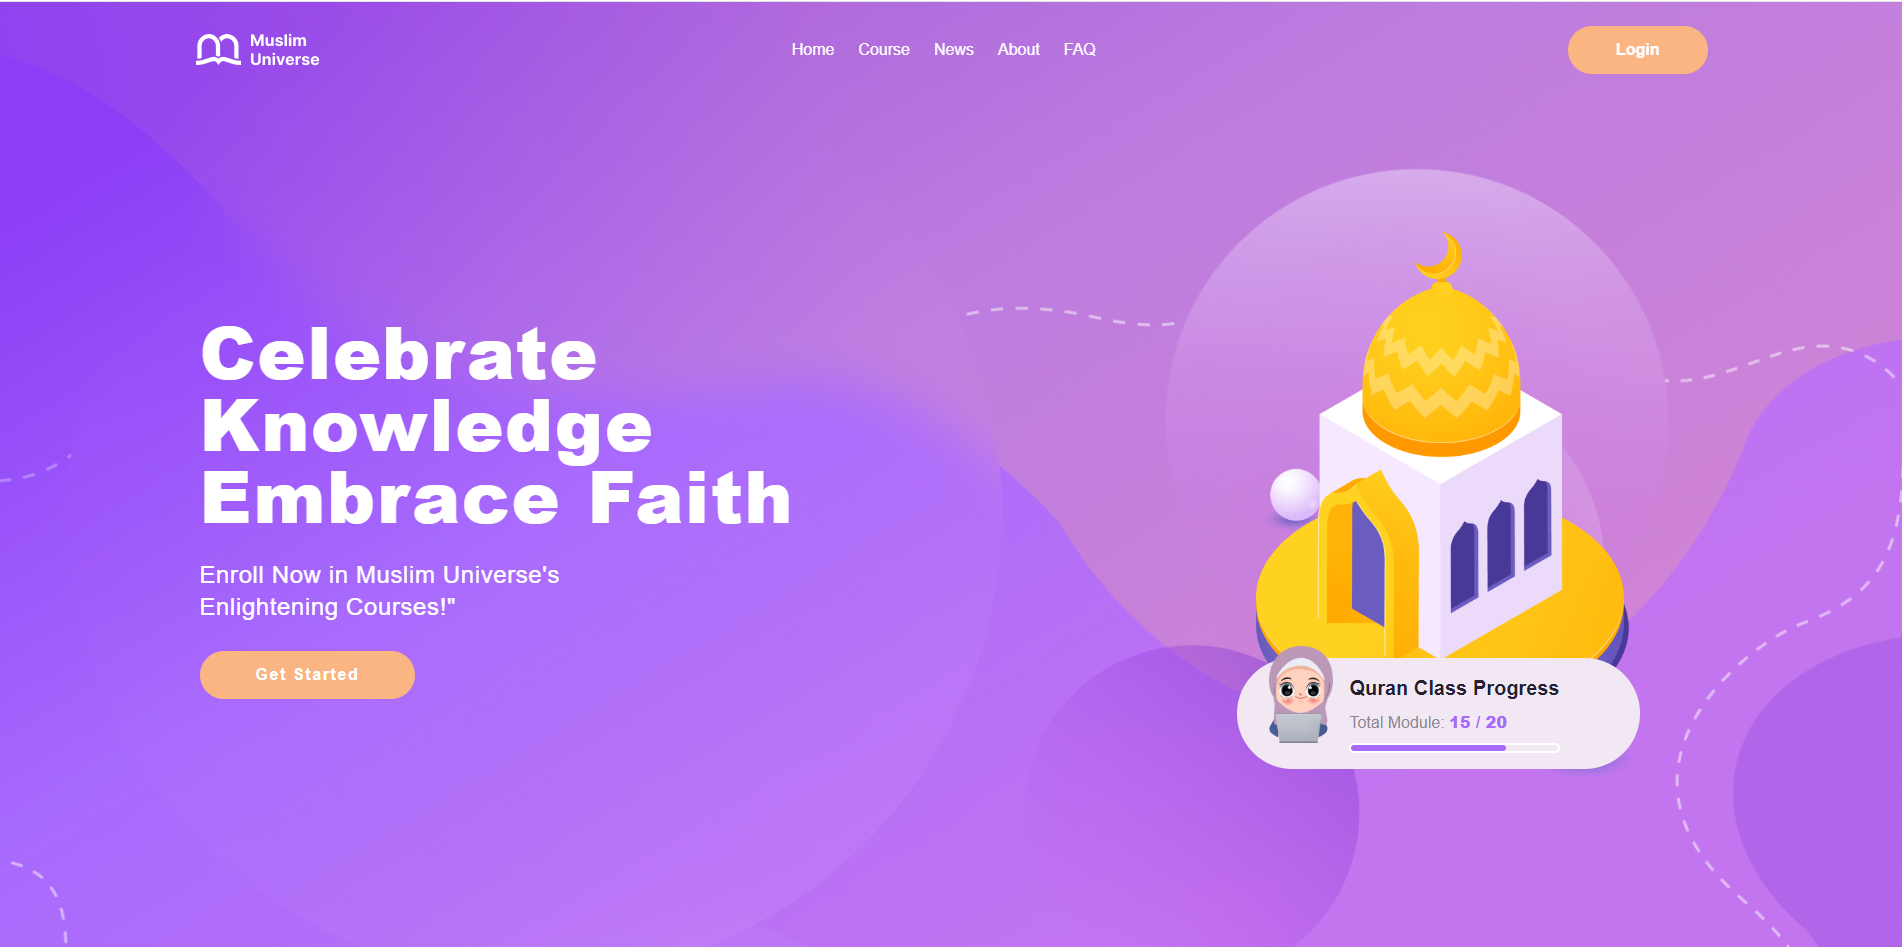 Muslim
Universe
Home Course News About FAQ
Login
Celebrate
Knowledge
Embrace Faith
Enroll Now in Muslim Universe's
Enlightening Courses!"
Get Started
Quran Class Progress
Total Module: 15 / 20